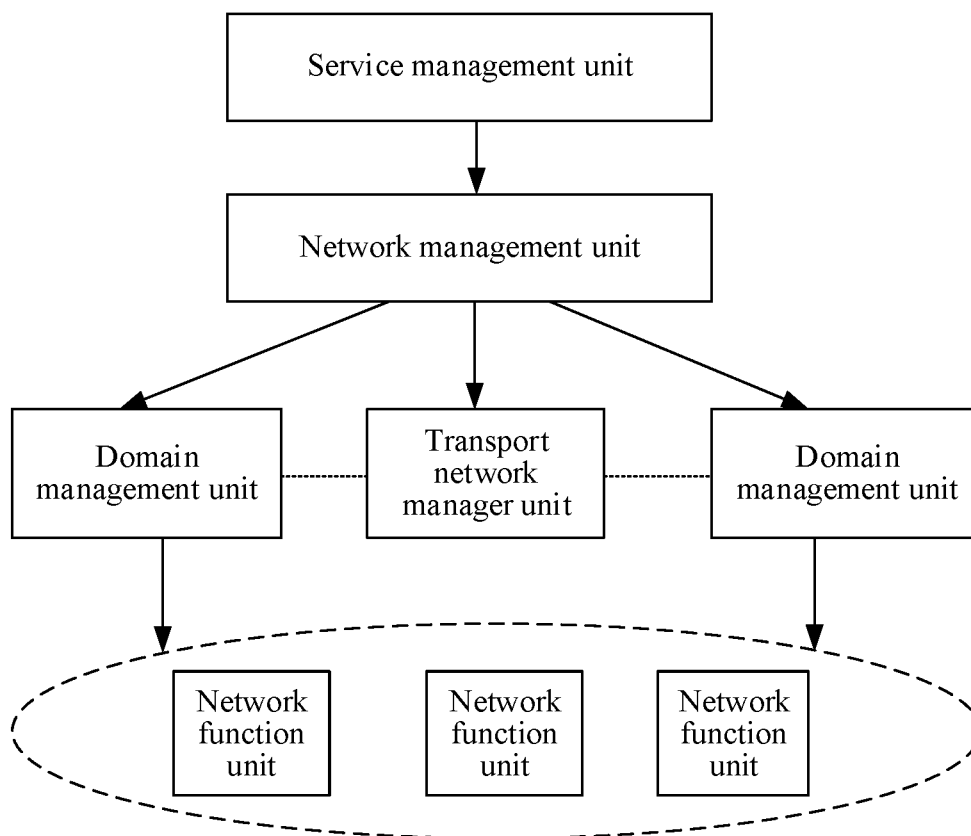 Service management unit
Network management unit
Domain
management unit
Transport
network
manager unit
Domain
management unit
Network
function
unit
Network
function
unit
Network
function
unit